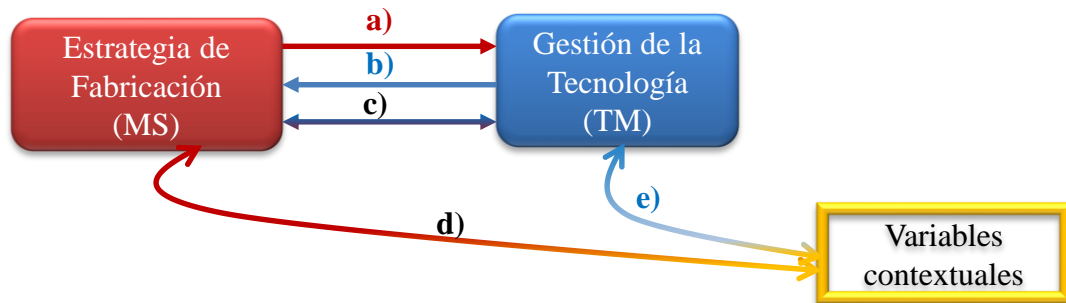 Estrategia de
Fabricación
(MS)
a)
b)
c)
Gestión de la
Tecnología
(TM)
d)
e)
Variables
contextuales